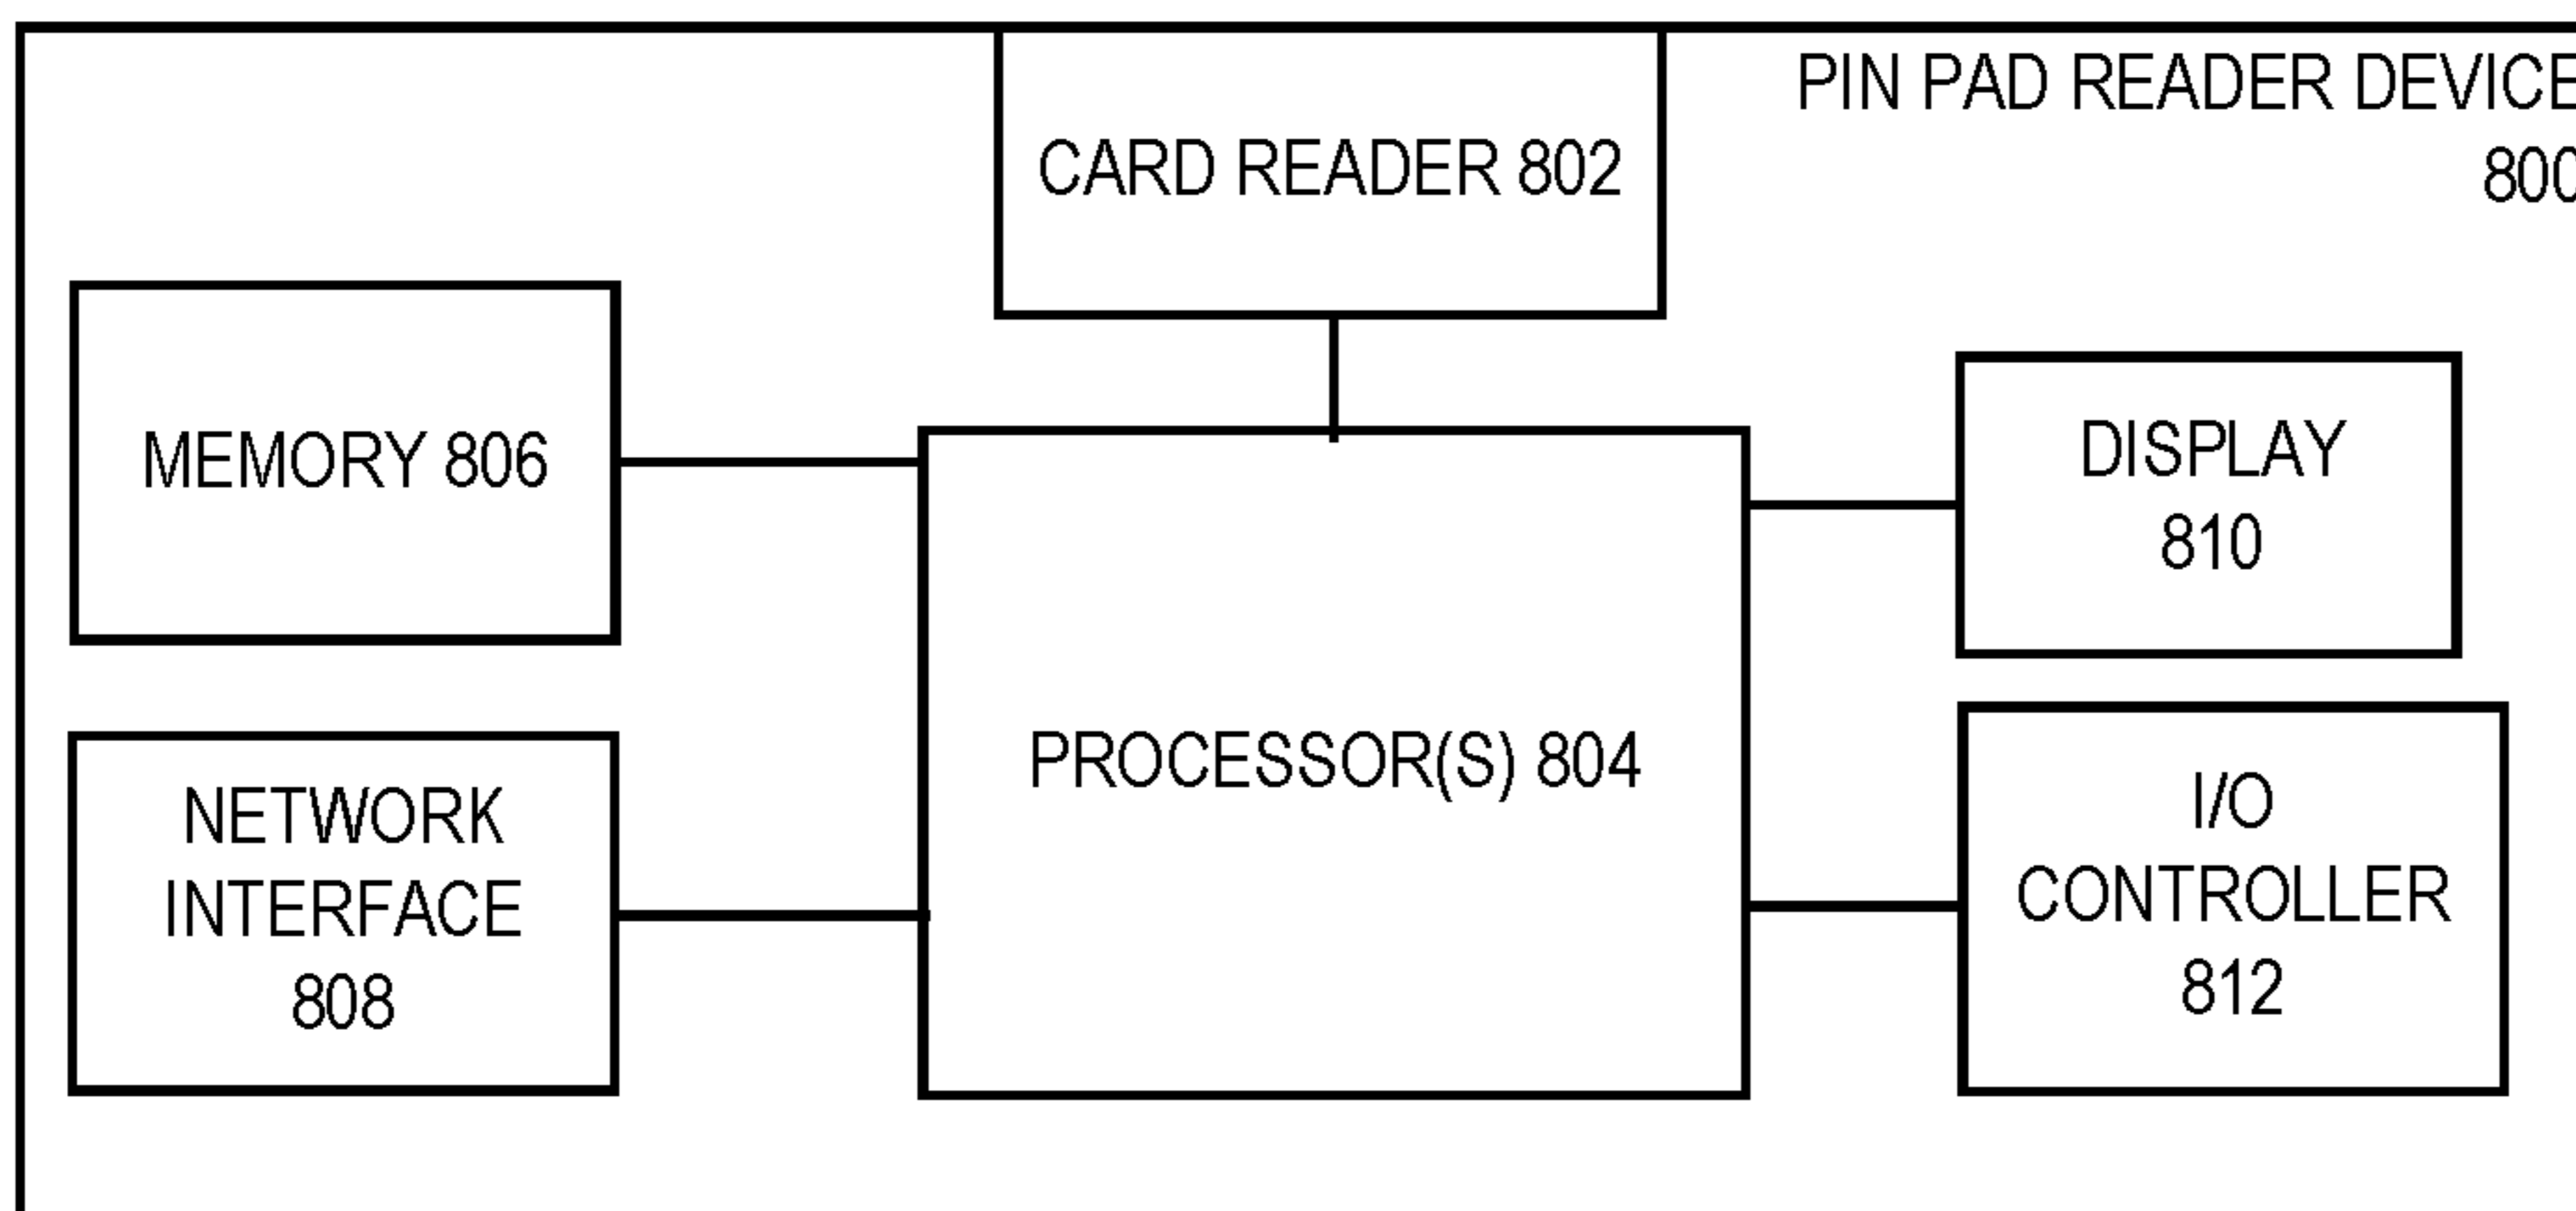 PIN PAD READER DEVICE
800
CARD READER 802
MEMORY 806
DISPLAY
810
PROCESSOR(S) 804
NETWORK
INTERFACE
808
I/O
CONTROLLER
812